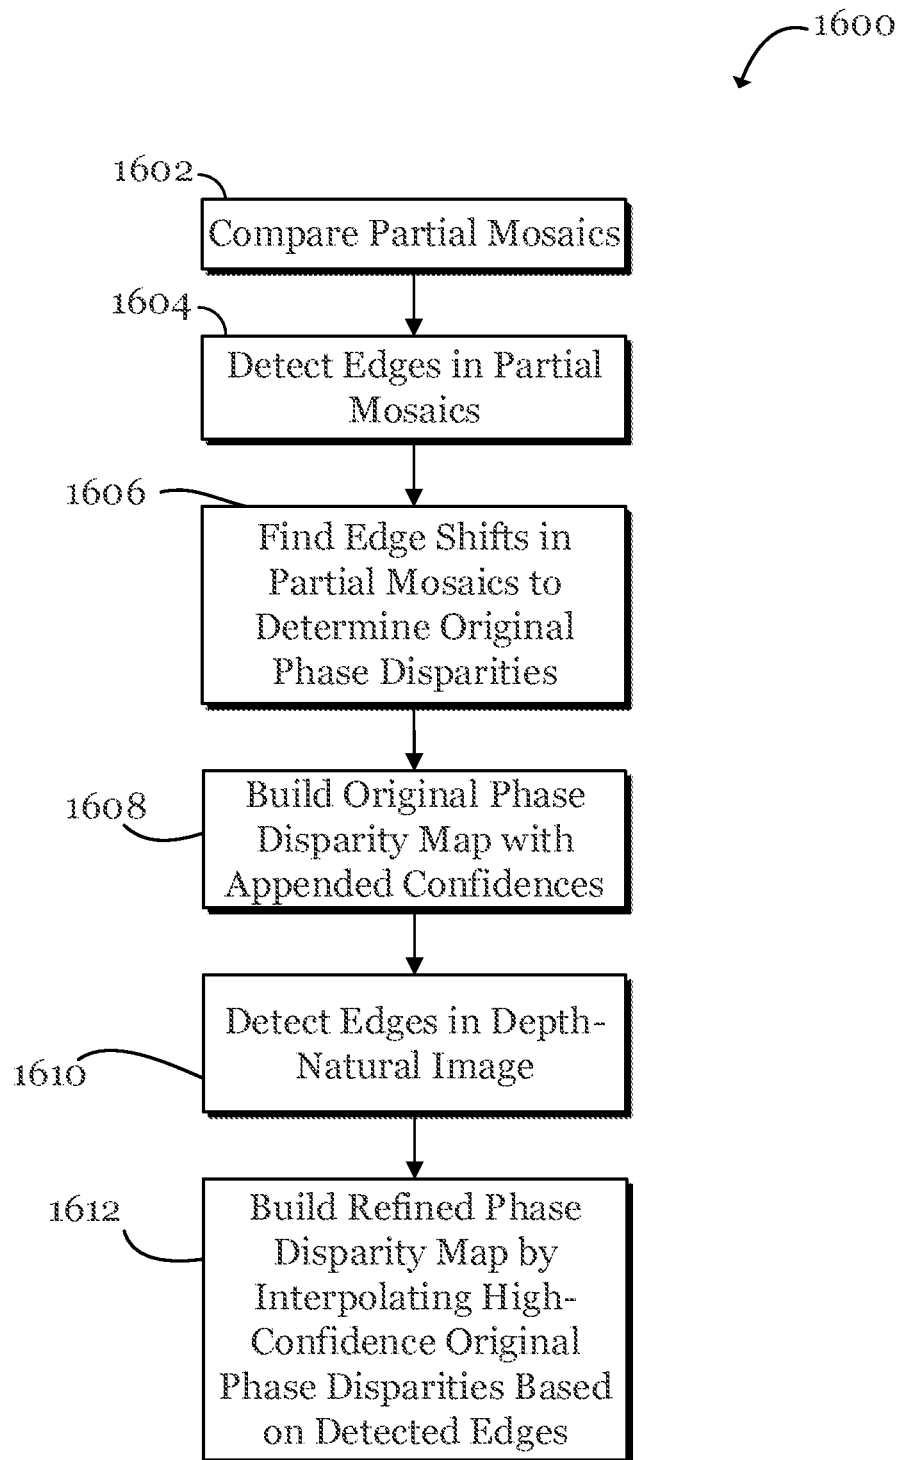 1600
1602
Compare Partial Mosaics
1604
Detect Edges in Partial
Mosaics
1606
Find Edge Shifts in
Partial Mosaics to
Determine Original
Phase Disparities
1608
Build Original Phase
Disparity Map with
Appended Confidences
1610
Detect Edges in Depth-
Natural Image
1612
Build Refined Phase
Disparity Map by
Interpolating High-
Confidence Original
Phase Disparities Based
on Detected Edges